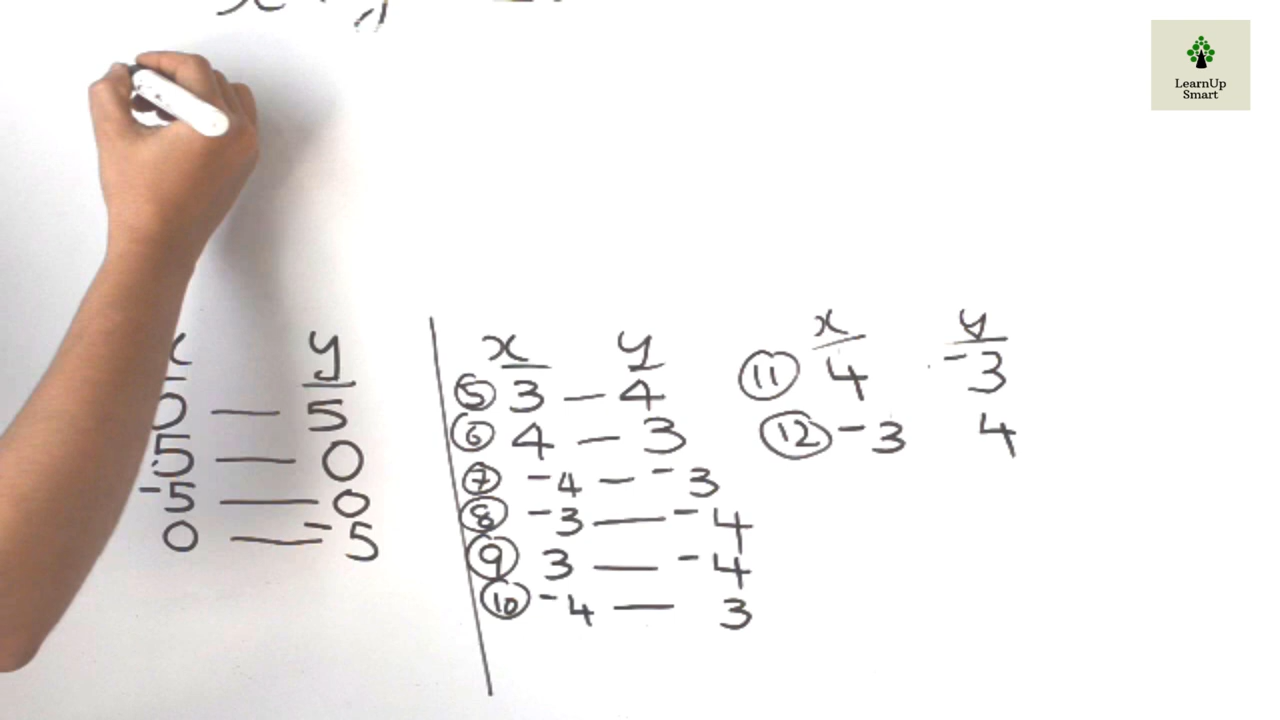 x y
0 — 5
5 — 0
-5 — 0
0 — -5
x y
⑤ 3 — 4
⑥ 4 — 3
⑦ -4 — -3
⑧ -3 — -4
⑨ 3 — -4
⑩ -4 — 3
x y
⑪ 4 -3
⑫ -3 4
LearnUp
Smart